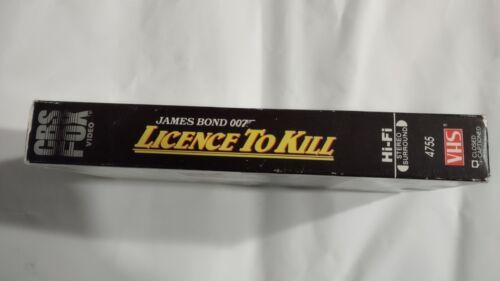 CBS
FOX
VIDEO
JAMES BOND 007
LICENCE TO KILL
Hi-Fi
STEREO
SURROUND
4755
VHS
CLOSED
CAPTIONED